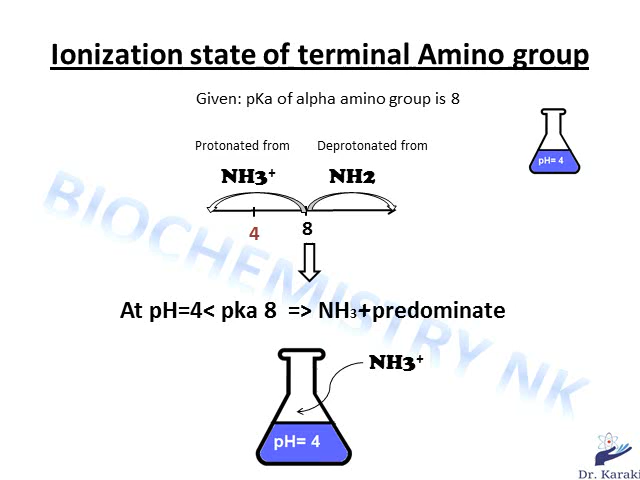 Ionization state of terminal Amino group
Given: pKa of alpha amino group is 8
Protonated from Deprotonated from
pH= 4
NH3+ NH2
4 8
At pH=4< pka 8 => NH3+predominate
NH3+
pH= 4
BIOCHEMISTRY NK
Dr. Karaki